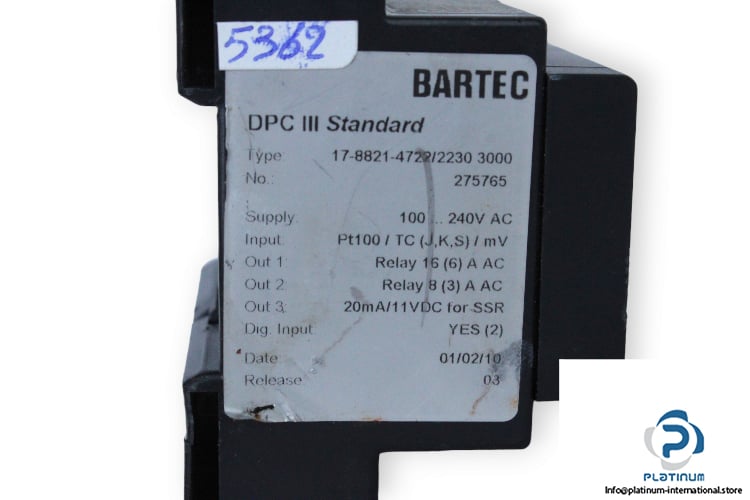 5362
BARTEC
DPC III Standard
Type: 17-8821-4722/2230 3000
No.: 275765
Supply: 100 ... 240V AC
Input: Pt100 / TC (J,K,S) / mV
Out 1: Relay 16 (6) A AC
Out 2: Relay 8 (3) A AC
Out 3: 20mA/11VDC for SSR
Dig. Input YES (2)
Date: 01/02/10
Release: 03
PLATINUM
Info@platinum-international.store